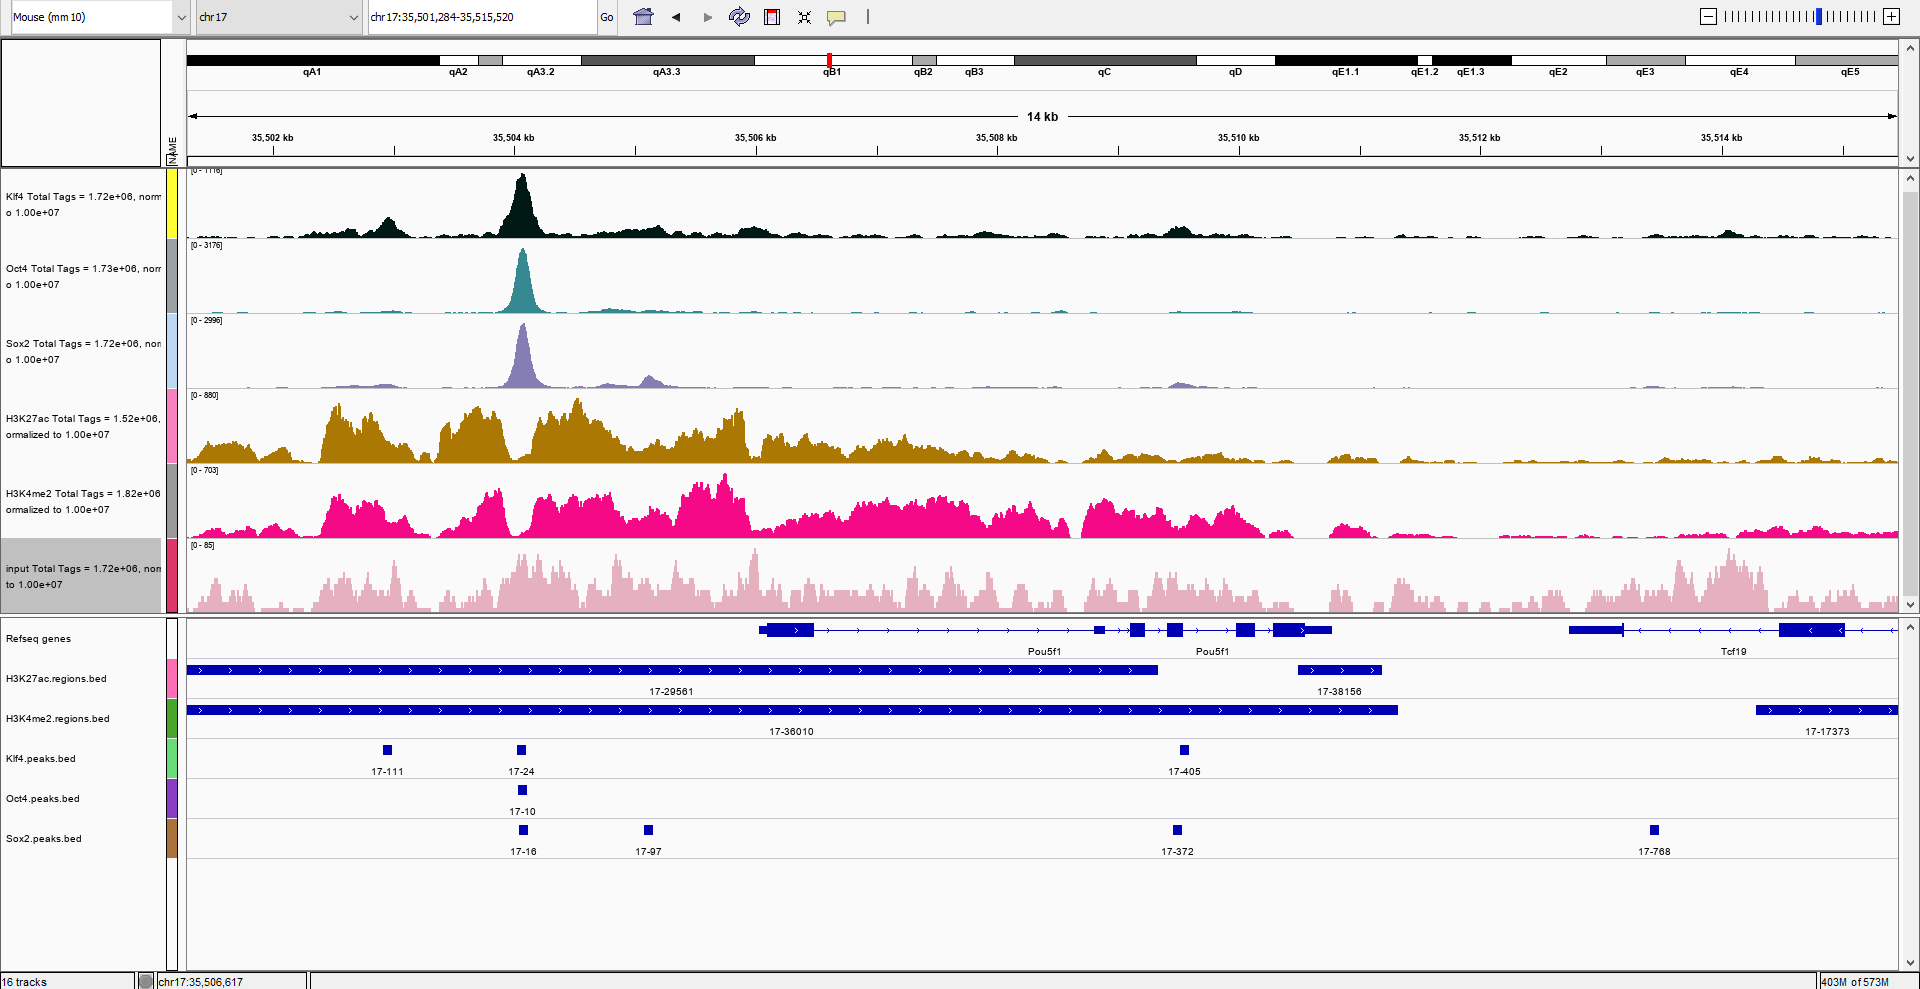 Mouse (mm10) chr17 chr17:35,501,284-35,515,520 Go
qA1 qA2 qA3.2 qA3.3 qB1 qB2 qB3 qC qD qE1.1 qE1.2 qE1.3 qE2 qE3 qE4 qE5
14 kb
35,502 kb 35,504 kb 35,506 kb 35,508 kb 35,510 kb 35,512 kb 35,514 kb
NAME
[0 - 1116]
Klf4 Total Tags = 1.72e+06, norm
o 1.00e+07
[0 - 3176]
Oct4 Total Tags = 1.73e+06, norr
o 1.00e+07
[0 - 2996]
Sox2 Total Tags = 1.72e+06, nor
o 1.00e+07
[0 - 880]
H3K27ac Total Tags = 1.52e+06,
ormalized to 1.00e+07
[0 - 703]
H3K4me2 Total Tags = 1.82e+06
ormalized to 1.00e+07
[0 - 85]
input Total Tags = 1.72e+06, nor
to 1.00e+07
Refseq genes
Pou5f1 Pou5f1 Tcf19
H3K27ac.regions.bed
17-29561 17-38156
H3K4me2.regions.bed
17-36010 17-17373
Klf4.peaks.bed
17-111 17-24 17-405
Oct4.peaks.bed
17-10
Sox2.peaks.bed
17-16 17-97 17-372 17-768
16 tracks chr17:35,506,617 403M of 573M